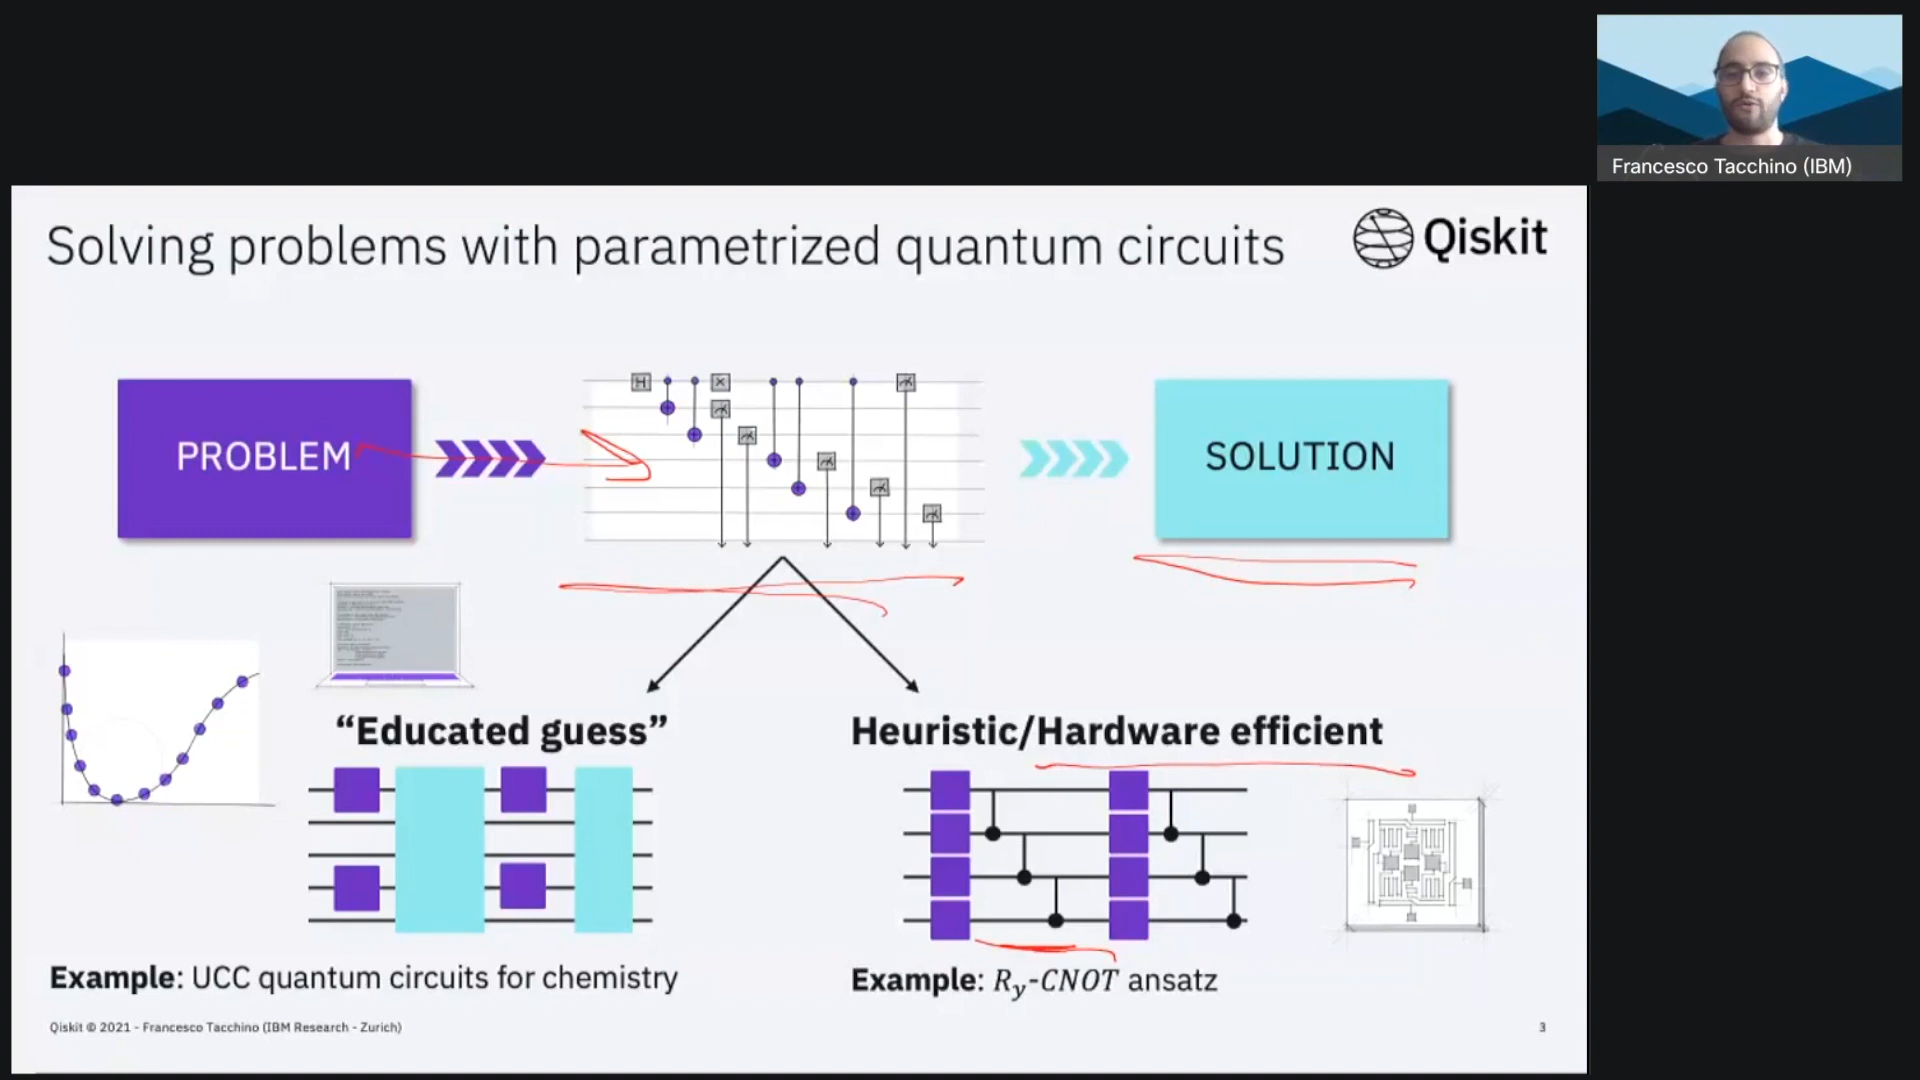 Francesco Tacchino (IBM)
Solving problems with parametrized quantum circuits
Qiskit
H
X
PROBLEM
SOLUTION
“Educated guess”
Heuristic/Hardware efficient
Example: UCC quantum circuits for chemistry
Example: Ry-CNOT ansatz
Qiskit © 2021 - Francesco Tacchino (IBM Research - Zurich)
3